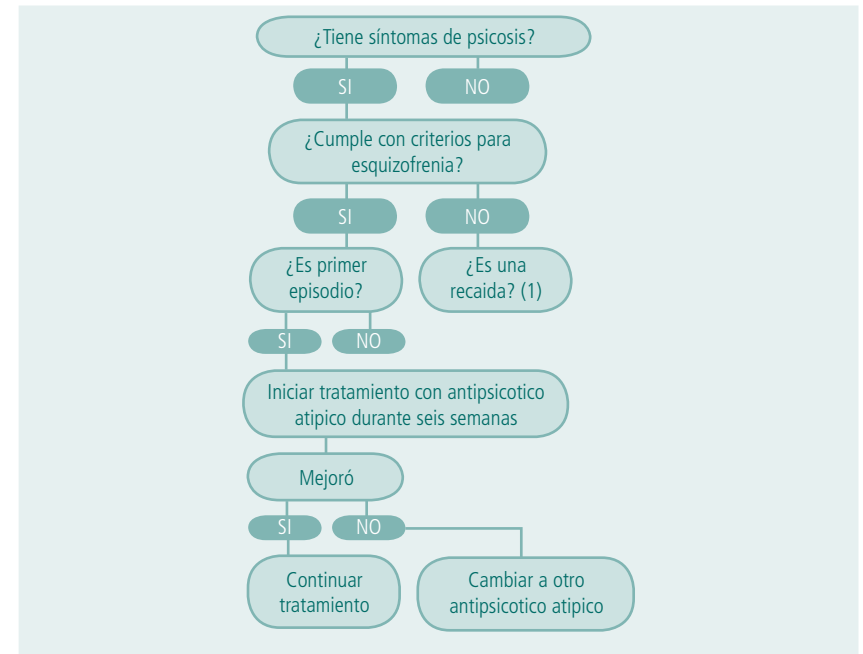 ¿Tiene síntomas de psicosis?
SI
NO
¿Cumple con criterios para
esquizofrenia?
SI
NO
¿Es primer
episodio?
¿Es una
recaida? (1)
SI
NO
Iniciar tratamiento con antipsicotico
atipico durante seis semanas
Mejoró
SI
NO
Continuar
tratamiento
Cambiar a otro
antipsicotico atipico